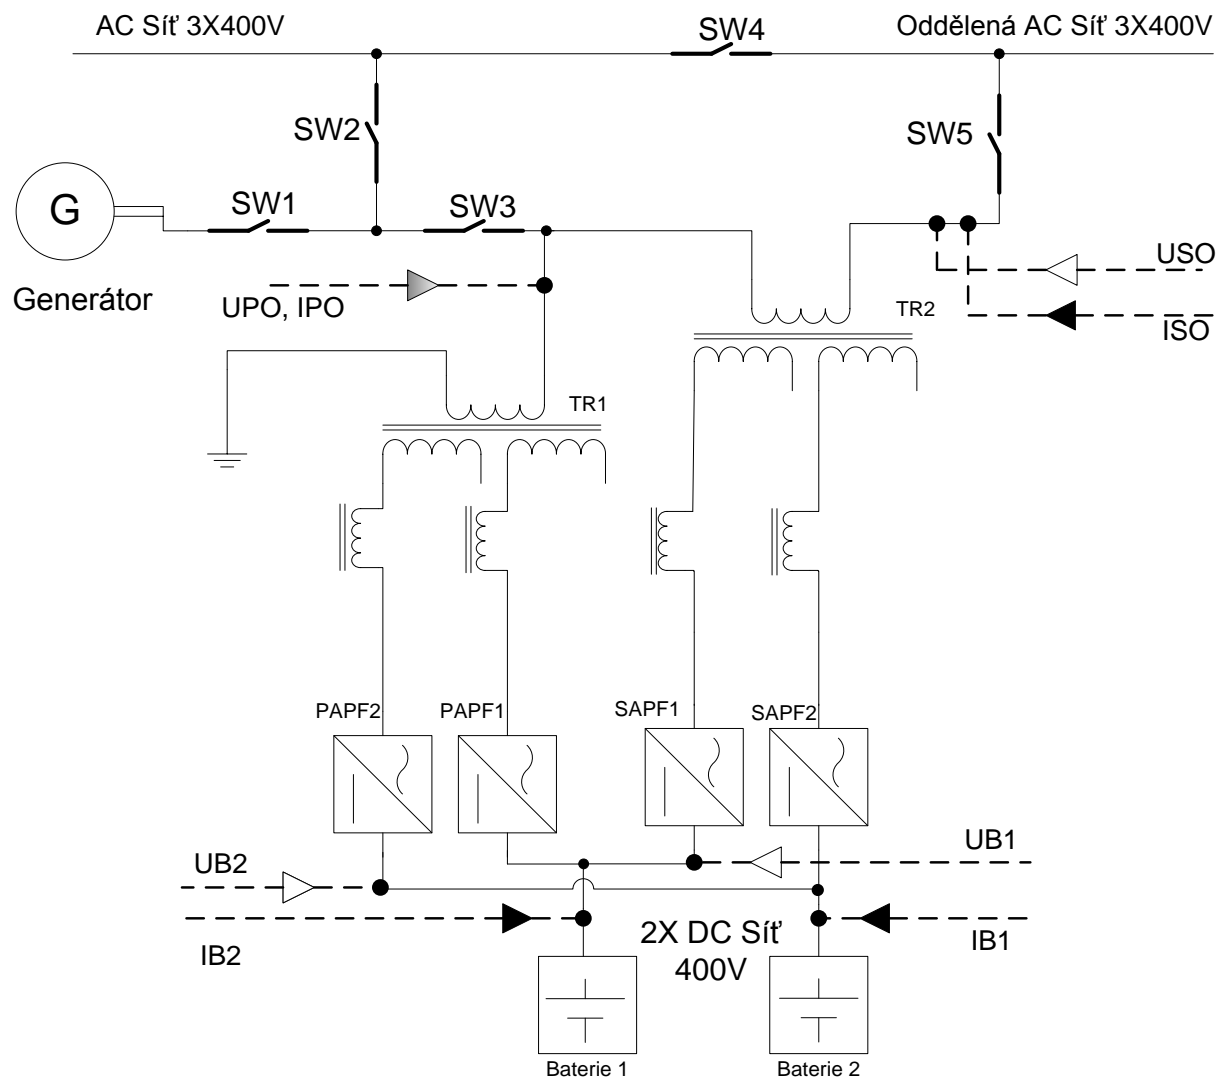 AC Síť 3X400V
SW4
Oddělená AC Síť 3X400V
SW2
SW5
G
SW1
SW3
Generátor
UPO, IPO
USO
TR2
ISO
TR1
PAPF2
PAPF1
SAPF1
SAPF2
UB2
UB1
IB2
2X DC Síť
400V
IB1
Baterie 1
Baterie 2